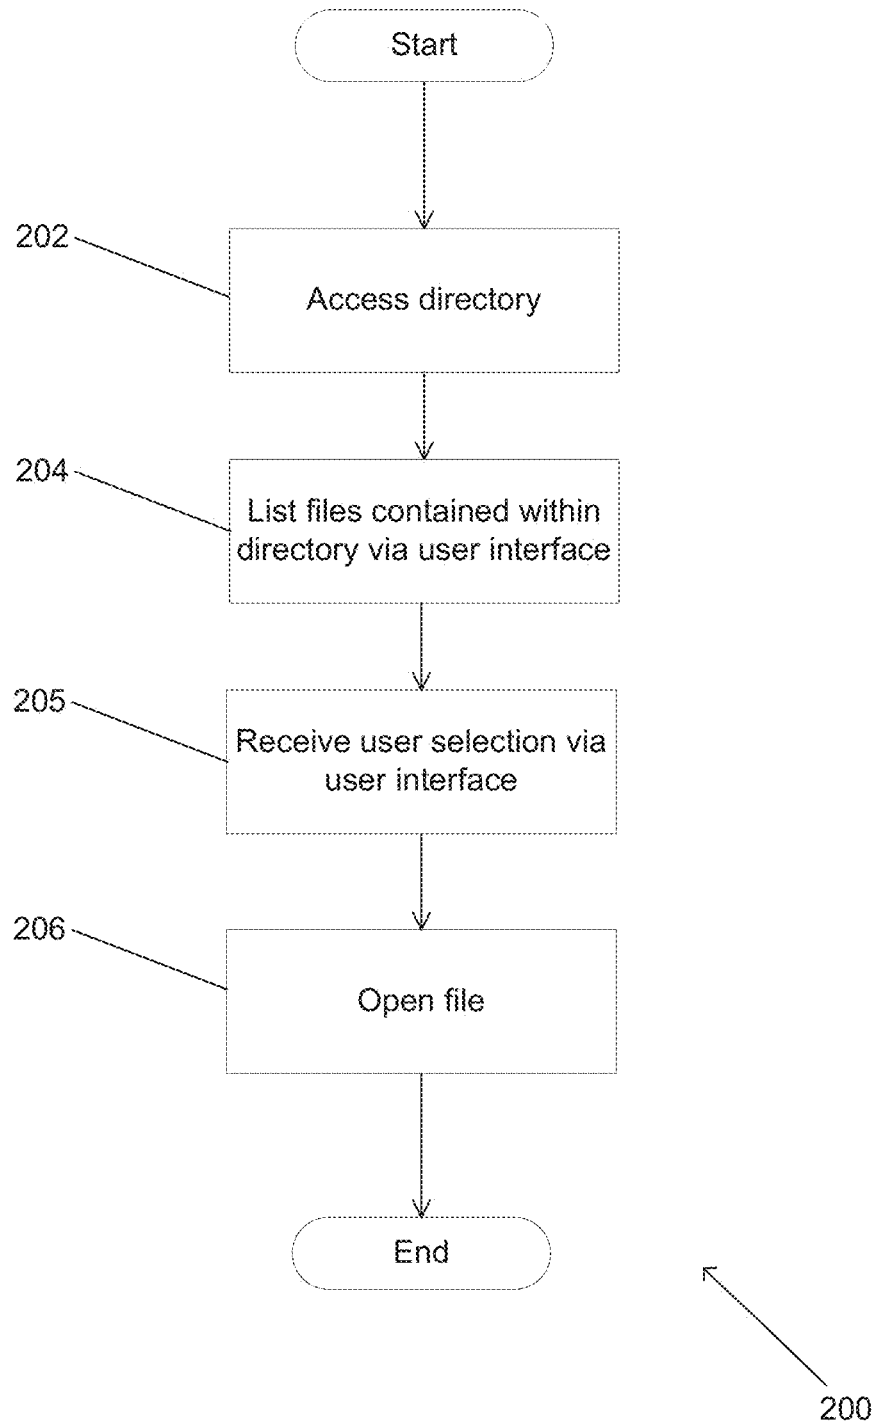 Start
202
Access directory
204
List files contained within
directory via user interface
205
Receive user selection via
user interface
206
Open file
End
200